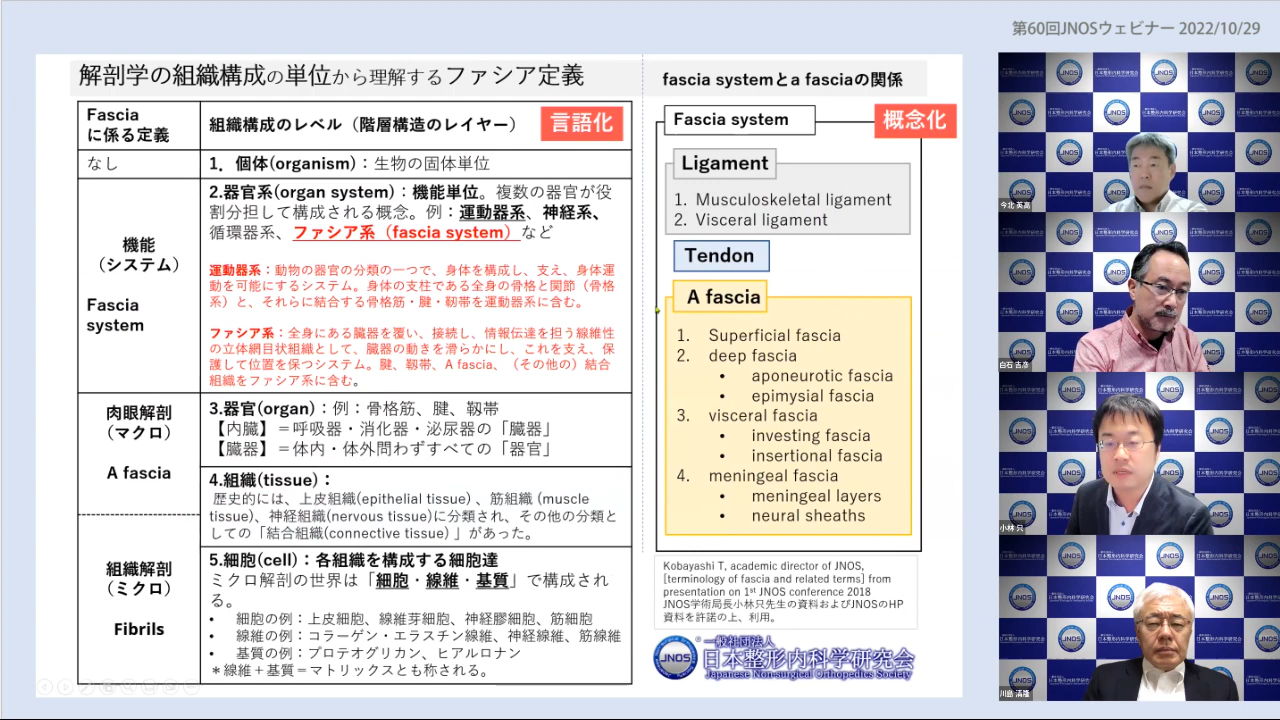 第60回JNOSウェビナー 2022/10/29
解剖学の組織構成の単位から理解するファシア定義
Fascia
に係る定義
組織構成のレベル（階層構造のレイヤー）
言語化
なし
1. 個体(organism)：生物の個体単位
機能
（システム）
Fascia
system
2.器官系(organ system)：機能単位、複数の器官が役
割分担して構成される概念。例：運動器系、神経系、
循環器系、ファシア系（fascia system）など
運動器系：動物の器官の分類の一つで、身体を構成し、支え、身体運
動を可能にする器官。身体の支柱である全身の骨格と関節（骨格
系）と、それらに結合する骨格筋・腱・靭帯を運動器系に含む。
ファシア系：全身の器官や臓器を覆い、接続し、情報伝達を担う線維性
の立体網目状組織と、臓器の動きを滑らかにし、これを支え、保
護して位置を保つ
腱、靭帯、A fascia、（その他の）結合
組織をファシア系に含む。
肉眼解剖
（マクロ）
A fascia
3.器官(organ)：例：骨格筋、腱、靱帯
【内臓】＝呼吸器・消化器・泌尿器の「臓器」
【臓器】＝体内・体外問わずすべての「器官」
4.組織(tissue)：
歴史的には、上皮組織(epithelial tissue)、筋組織 (muscle
tissue)、神経組織(nervous tissue)に分類され、その他の分類と
しての「結合組織(connective tissue) 」があった。
組織解剖
（ミクロ）
Fibrils
5.細胞(cell)：各組織を構成する細胞達
ミクロ解剖の世界は「細胞・線維・基質」で構成され
る。
• 細胞の例：上皮細胞、線維芽細胞、神経膠細胞、筋細胞
• 線維の例：コラーゲン・エラスチン線維、神経線維、筋線維
• 基質の例：プロテオグリカン・ヒアルロン
• 線維＋基質＝マトリックスとも称される。
fascia systemとa fasciaの関係
Fascia system
概念化
Ligament
1. Musculoskeletal ligament
2. Visceral ligament
Tendon
A fascia
1. Superficial fascia
2. deep fascia
• aponeurotic fascia
• epimysial fascia
3. visceral fascia
• investing fascia
• insertional fascia
4. meningeal fascia
• meningeal layers
• neural sheaths
Kobayashi T, academic director of JNOS,
[terminology of fascia and related terms] from
presentation on 1st JNOS conference 2018
JNOS学術局長小林只先生の資料およびJNOSのHP
資料を許諾の上、利用。
JNOS
一般社団法人
日本整形内科学研究会
Japanese Nonsurgical Orthopedics Society
今北 英高
白石 吉彦
小林 只
川島 清隆